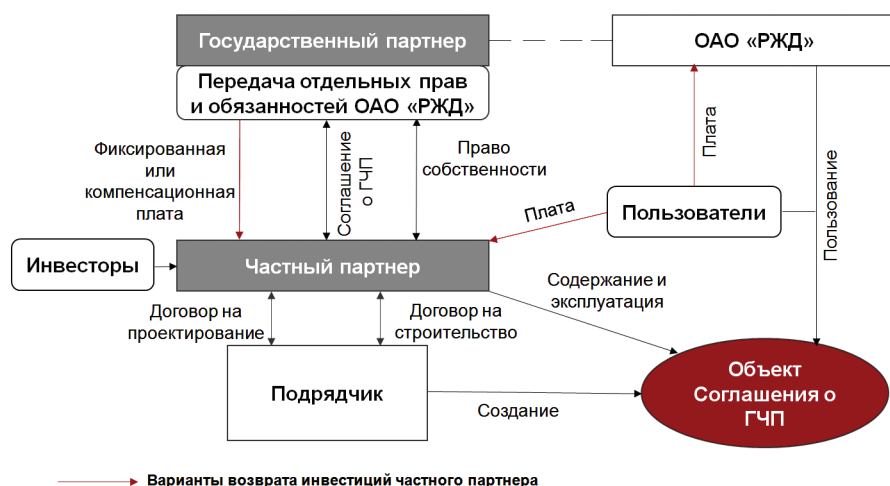 Государственный партнер
ОАО «РЖД»
Передача отдельных прав
и обязанностей ОАО «РЖД»
Фиксированная
или
компенсационная
плата
Соглашение
о ГЧП
Право
собственности
Плата
Пользование
Плата
Пользователи
Инвесторы
Частный партнер
Содержание и
эксплуатация
Договор на
проектирование
Договор на
строительство
Подрядчик
Создание
Объект
Соглашения о
ГЧП
Варианты возврата инвестиций частного партнера